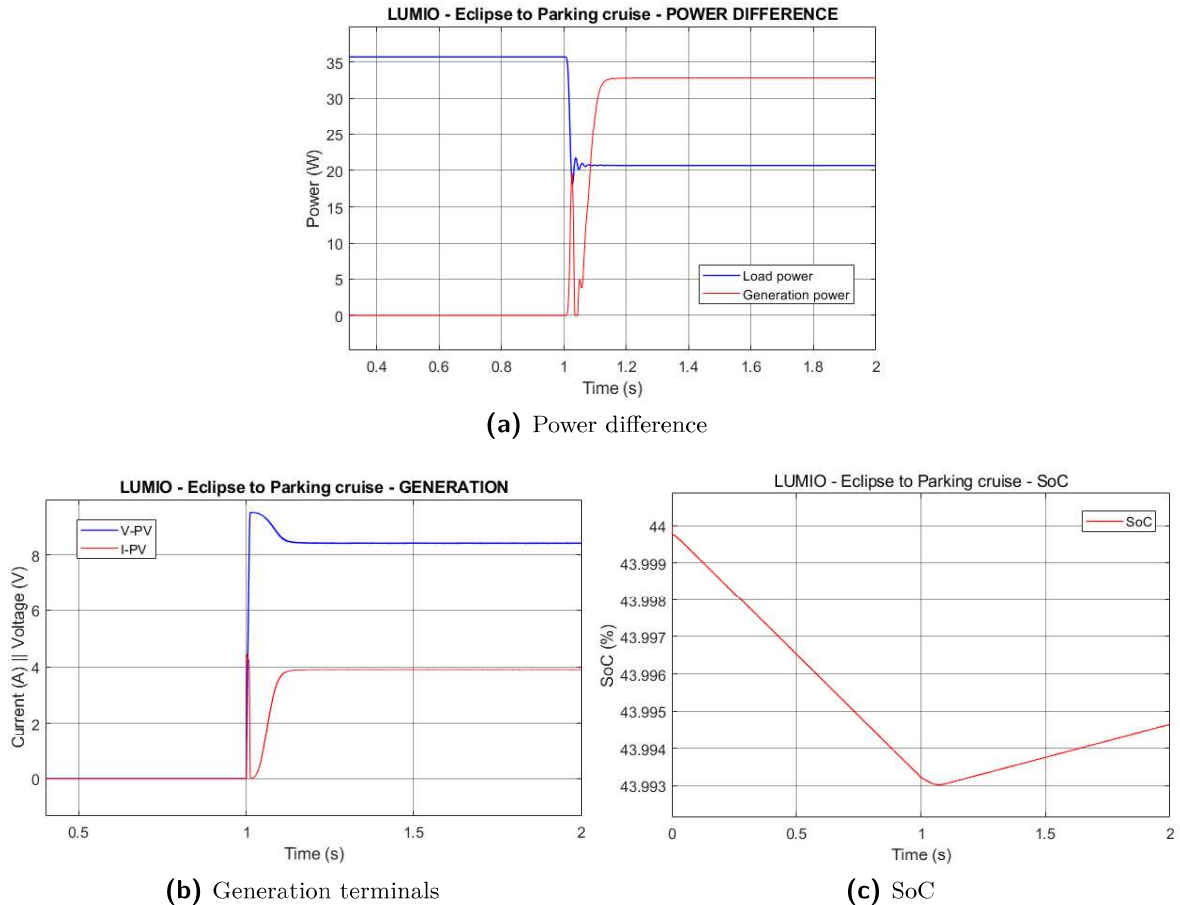 LUMIO - Eclipse to Parking cruise - POWER DIFFERENCE
35
30
25
20
15
10
5
0
Power (W)
Load power
Generation power
0.4 0.6 0.8 1 1.2 1.4 1.6 1.8 2
Time (s)
(a) Power difference
LUMIO - Eclipse to Parking cruise - GENERATION
V-PV
I-PV
8
6
4
2
0
Current (A) || Voltage (V)
0.5 1 1.5 2
Time (s)
(b) Generation terminals
LUMIO - Eclipse to Parking cruise - SoC
SoC
44
43.999
43.998
43.997
43.996
43.995
43.994
43.993
SoC (%)
0 0.5 1 1.5 2
Time (s)
(c) SoC